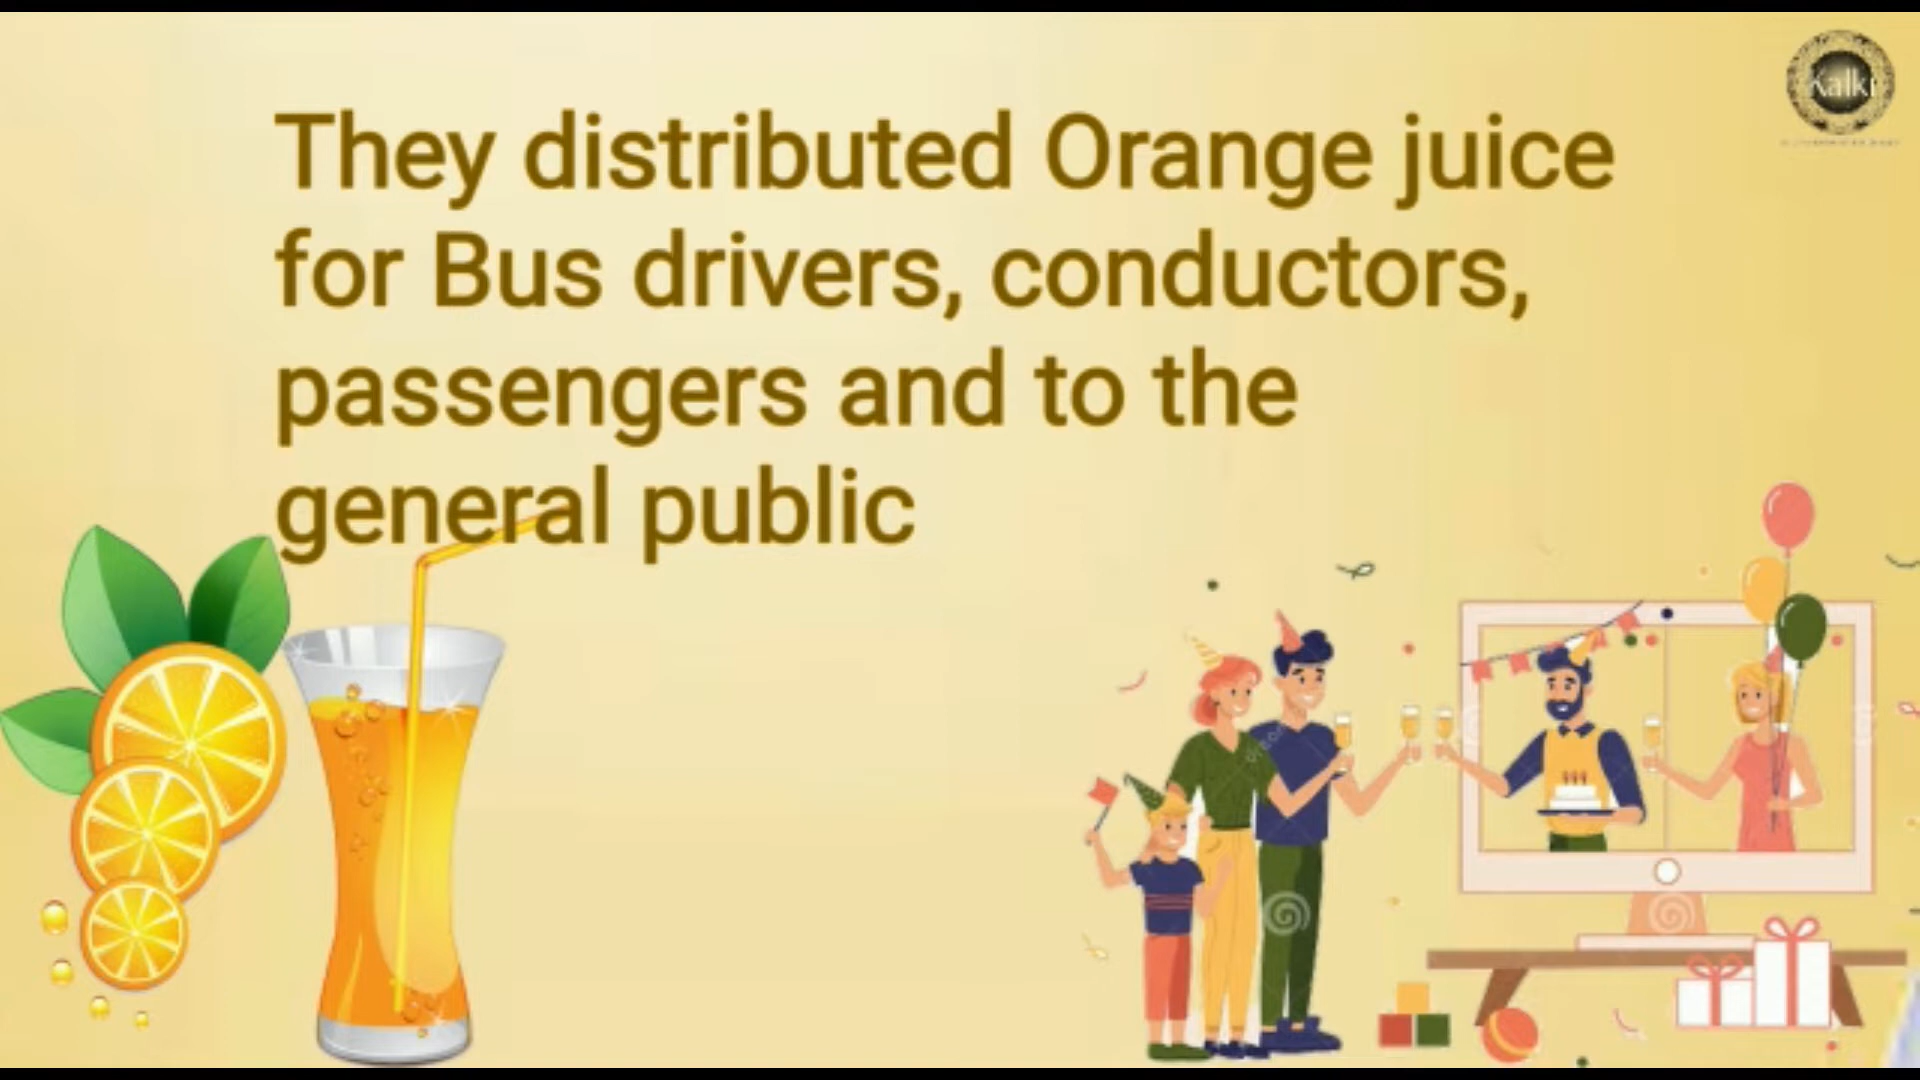 Kalki
They distributed Orange juice
for Bus drivers, conductors,
passengers and to the
general public